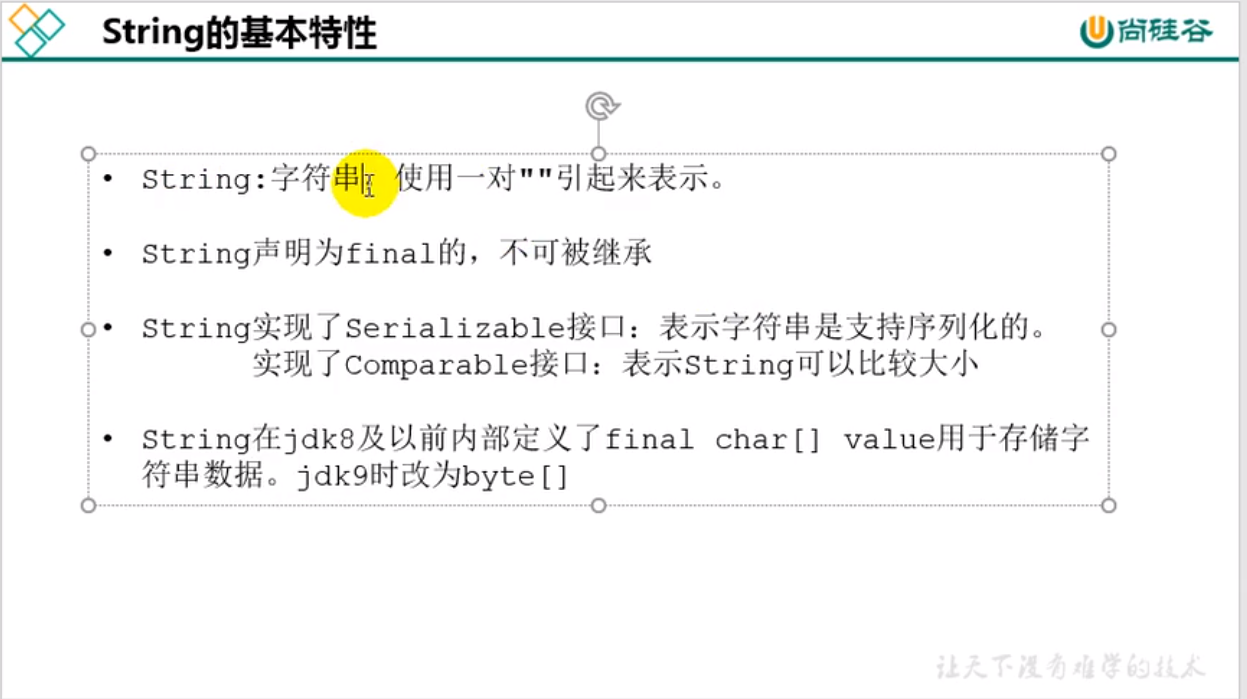 String的基本特性
尚硅谷
• String:字符串，使用一对""引起来表示。
• String声明为final的，不可被继承
• String实现了Serializable接口：表示字符串是支持序列化的。
实现了Comparable接口：表示String可以比较大小
• String在jdk8及以前内部定义了final char[] value用于存储字
符串数据。jdk9时改为byte[]
让天下没有难学的技术